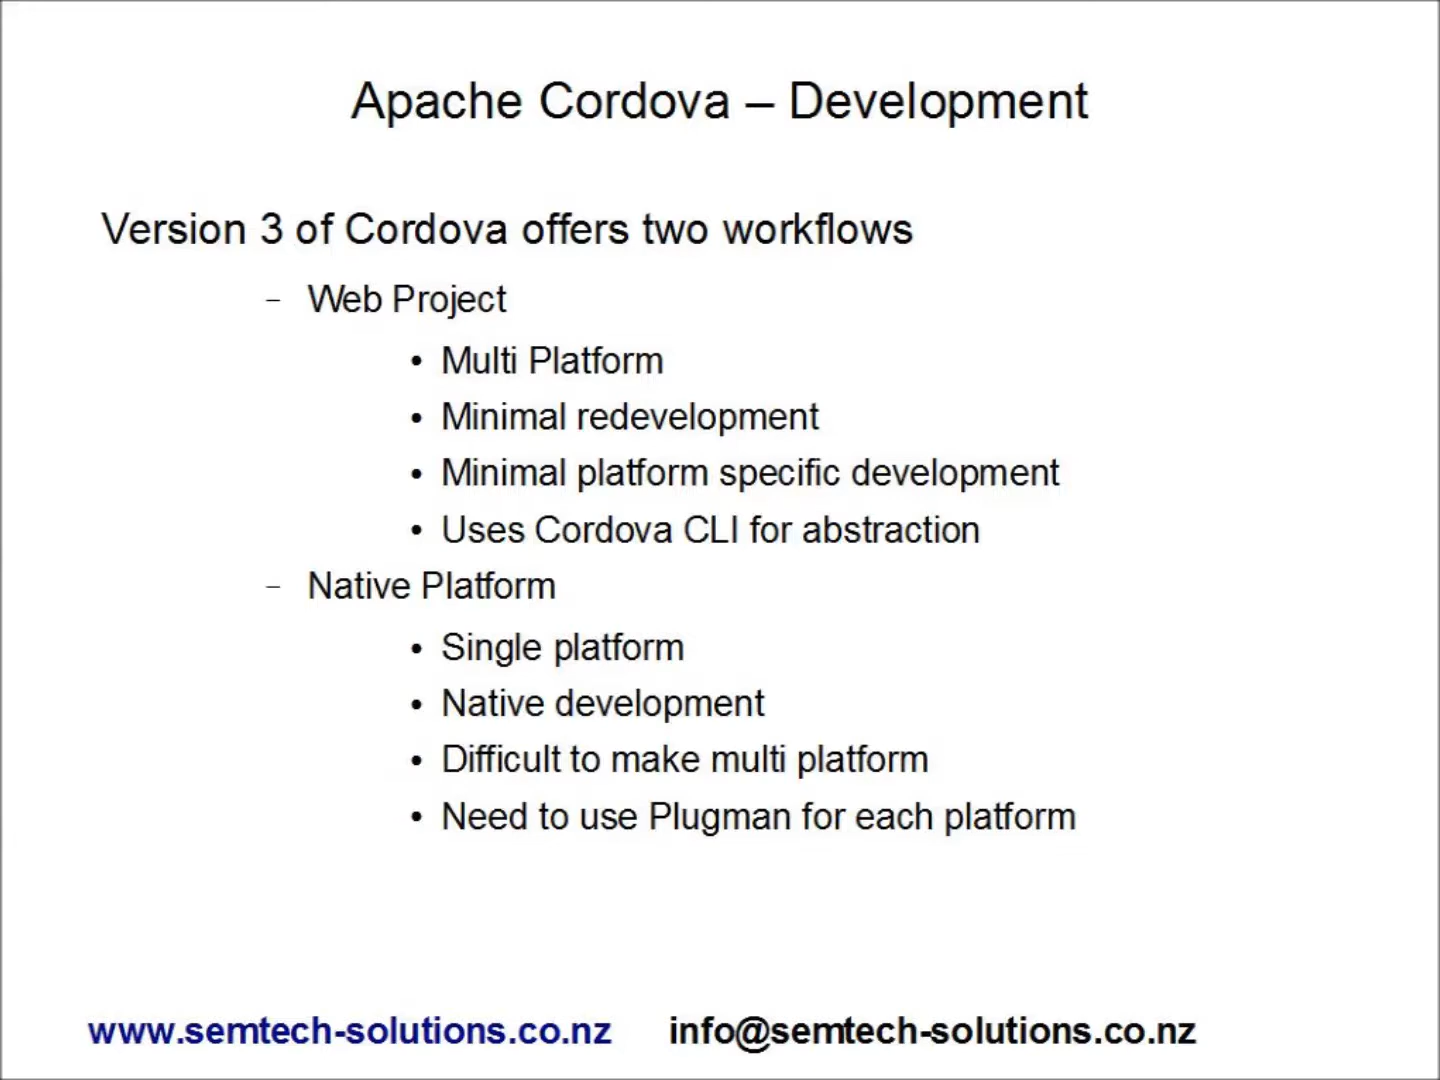 Apache Cordova – Development
Version 3 of Cordova offers two workflows
– Web Project
• Multi Platform
• Minimal redevelopment
• Minimal platform specific development
• Uses Cordova CLI for abstraction
– Native Platform
• Single platform
• Native development
• Difficult to make multi platform
• Need to use Plugman for each platform
www.semtech-solutions.co.nz info@semtech-solutions.co.nz